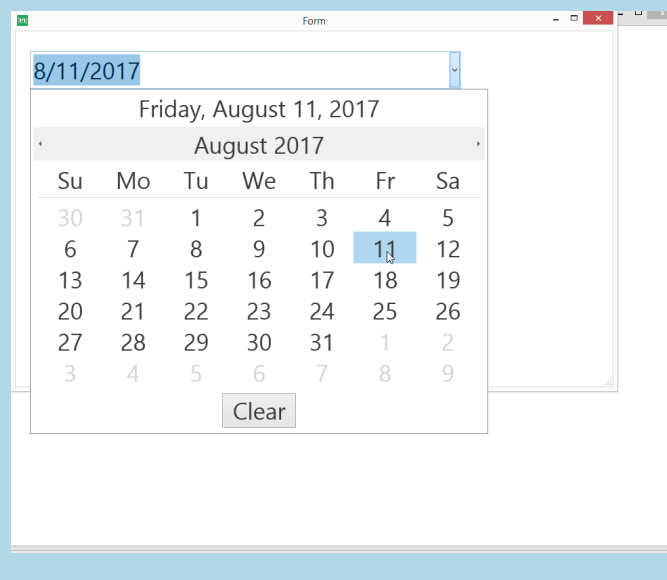 Form
8/11/2017
Friday, August 11, 2017
August 2017
Su Mo Tu We Th Fr Sa
30 31 1 2 3 4 5
6 7 8 9 10 11 12
13 14 15 16 17 18 19
20 21 22 23 24 25 26
27 28 29 30 31 1 2
3 4 5 6 7 8 9
Clear